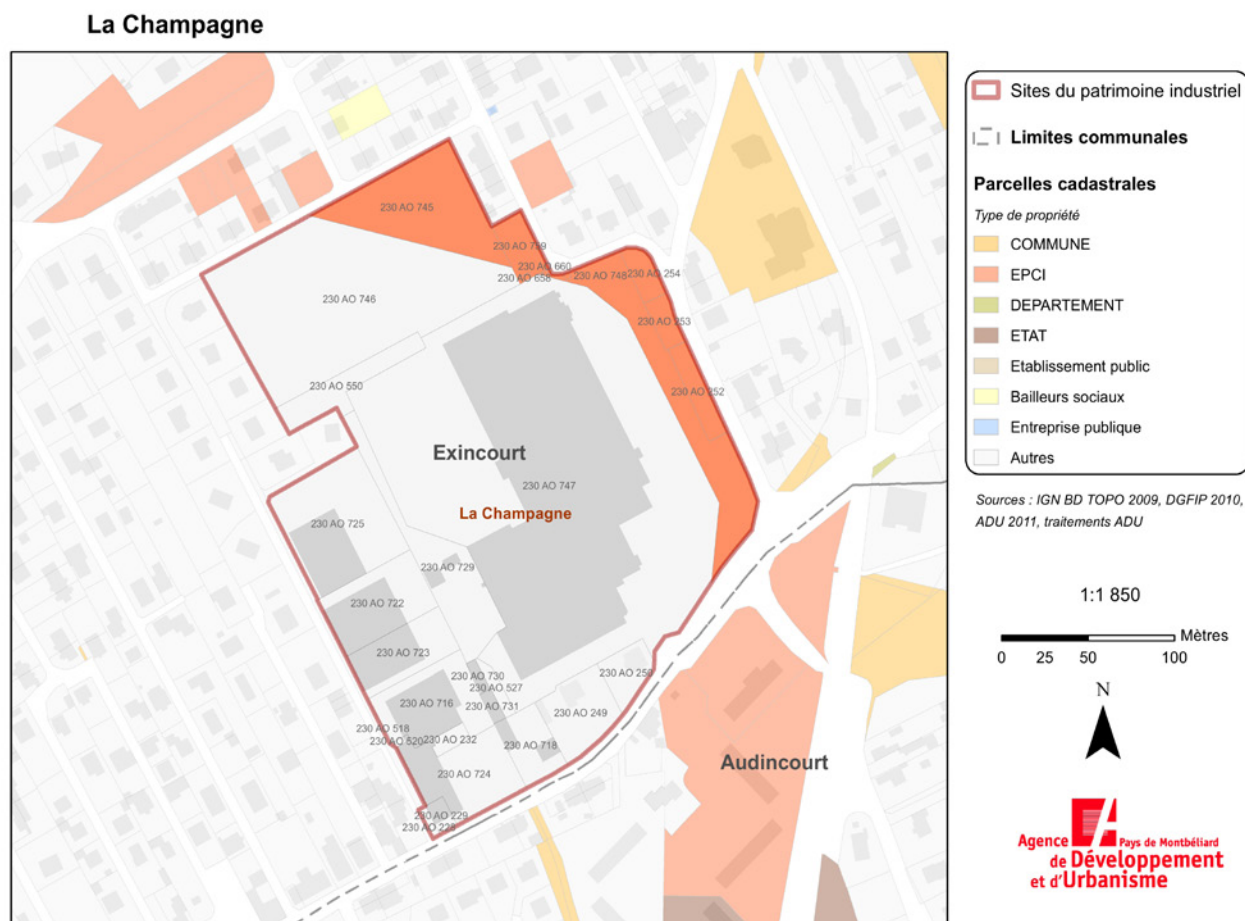 La Champagne
230 AO 745
230 AO 759
230 AO 660
230 AO 658
230 AO 748
230 AO 254
230 AO 746
230 AO 253
230 AO 550
230 AO 252
Exincourt
230 AO 747
La Champagne
230 AO 725
230 AO 729
230 AO 722
230 AO 723
230 AO 730
230 AO 250
230 AO 527
230 AO 716
230 AO 731
230 AO 249
230 AO 518
230 AO 520
230 AO 232
230 AO 718
230 AO 724
230 AO 229
230 AO 228
Audincourt
Sites du patrimoine industriel
Limites communales
Parcelles cadastrales
Type de propriété
COMMUNE
EPCI
DEPARTEMENT
ETAT
Etablissement public
Bailleurs sociaux
Entreprise publique
Autres
Sources : IGN BD TOPO 2009, DGFIP 2010,
ADU 2011, traitements ADU
1:1 850
Mètres
0 25 50 100
N
Agence Pays de Montbéliard
de Développement
et d'Urbanisme